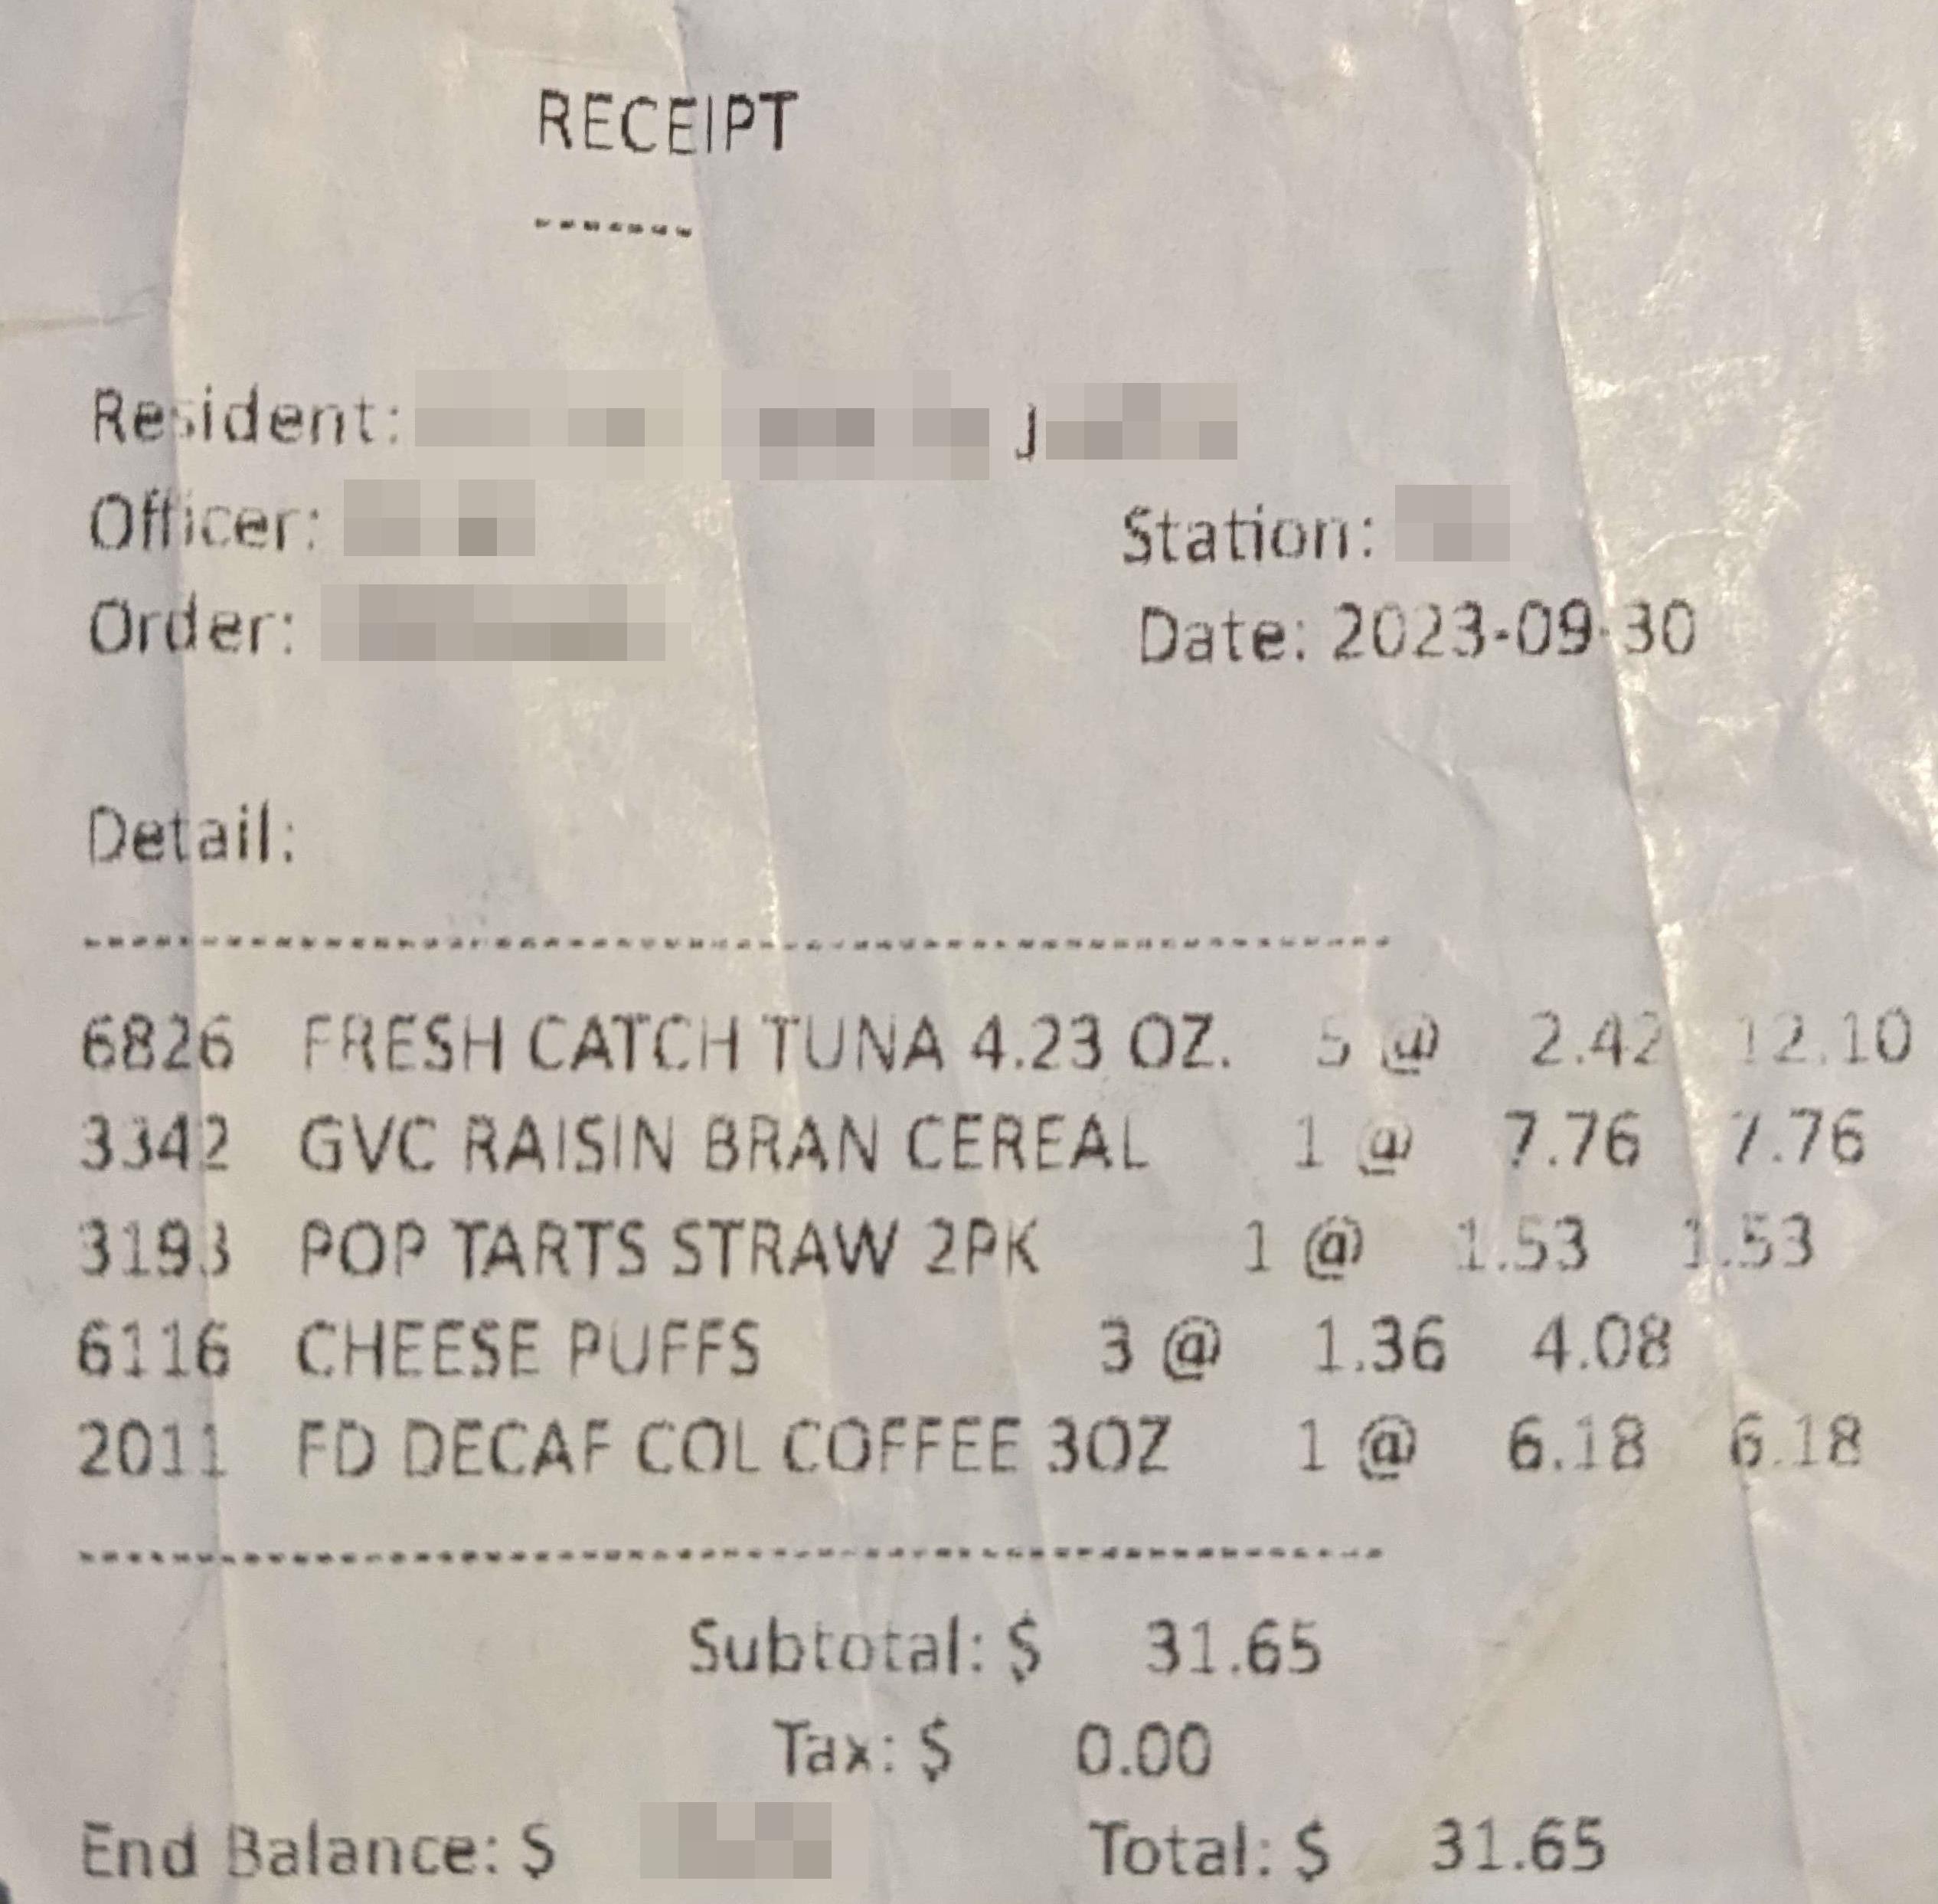 RECEIPT
-------
Resident: J
Officer: Station:
Order: Date: 2023-09-30
Detail:
--------------------------------------------------------
6826 FRESH CATCH TUNA 4.23 OZ. 5 @ 2.42 12.10
3342 GVC RAISIN BRAN CEREAL 1 @ 7.76 7.76
3193 POP TARTS STRAW 2PK 1 @ 1.53 1.53
6116 CHEESE PUFFS 3 @ 1.36 4.08
2011 FD DECAF COL COFFEE 3OZ 1 @ 6.18 6.18
--------------------------------------------------------
Subtotal: $ 31.65
Tax: $ 0.00
End Balance: $ Total: $ 31.65